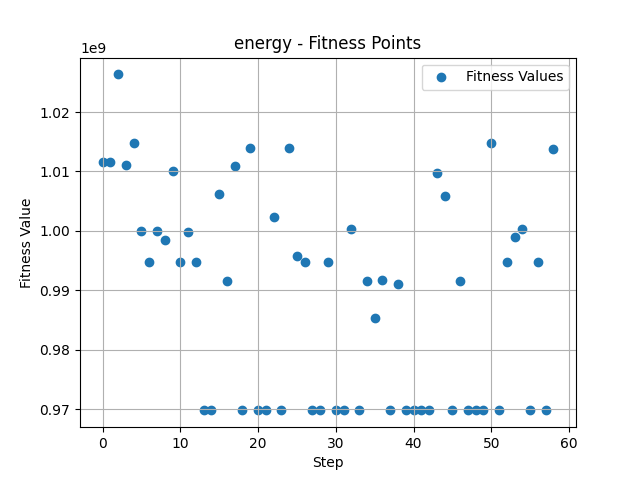 energy - Fitness Points
1e9
Fitness Values
1.02
1.01
1.00
0.99
0.98
0.97
Fitness Value
0 10 20 30 40 50 60
Step